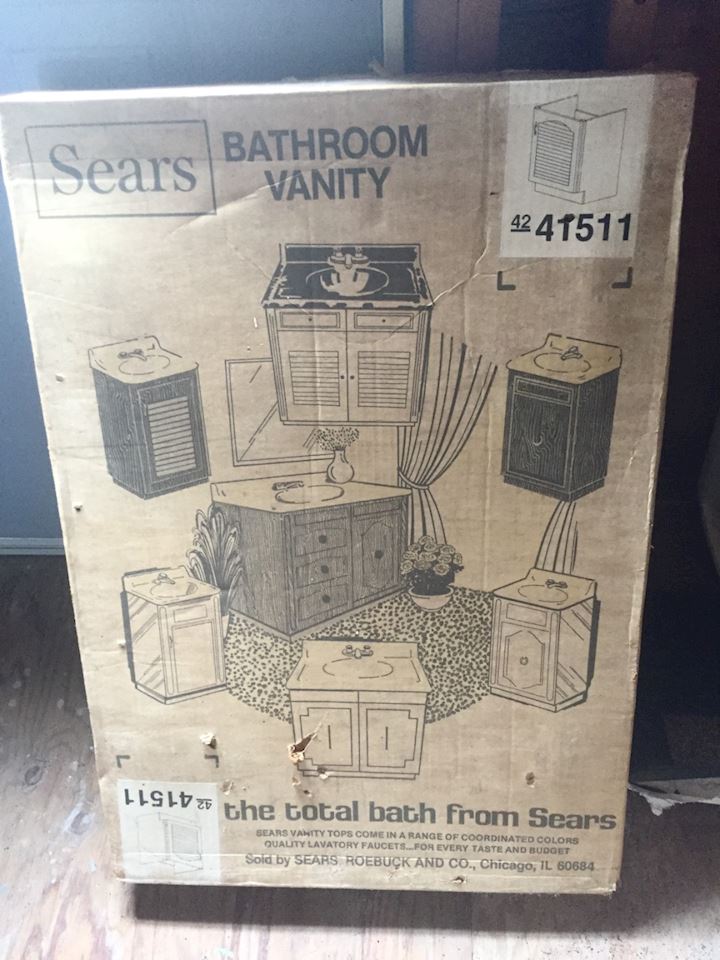 Sears
BATHROOM
VANITY
42 41511
42 41511
the total bath from Sears
SEARS VANITY TOPS COME IN A RANGE OF COORDINATED COLORS
QUALITY LAVATORY FAUCETS...FOR EVERY TASTE AND BUDGET
Sold by SEARS, ROEBUCK AND CO., Chicago, IL 60684